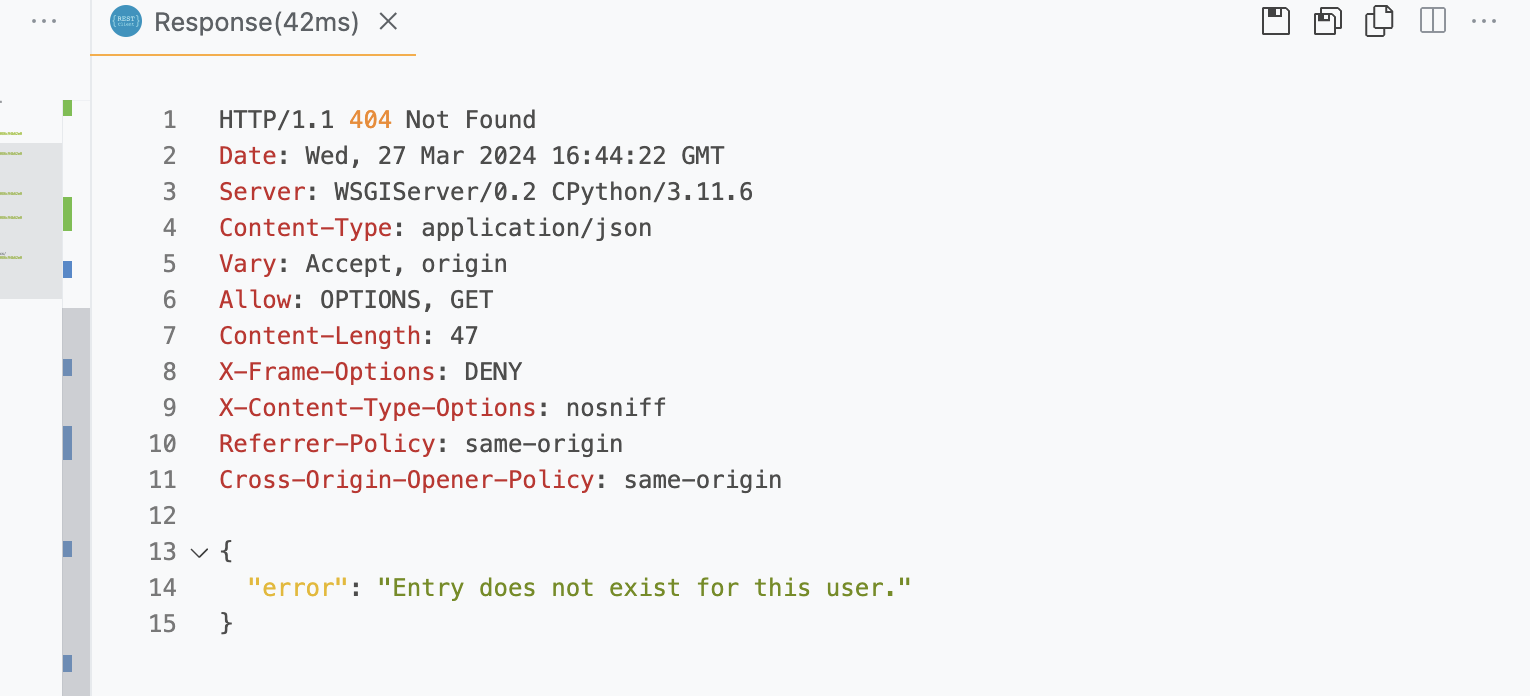 {REST}
Client
Response(42ms)
1 HTTP/1.1 404 Not Found
2 Date: Wed, 27 Mar 2024 16:44:22 GMT
3 Server: WSGIServer/0.2 CPython/3.11.6
4 Content-Type: application/json
5 Vary: Accept, origin
6 Allow: OPTIONS, GET
7 Content-Length: 47
8 X-Frame-Options: DENY
9 X-Content-Type-Options: nosniff
10 Referrer-Policy: same-origin
11 Cross-Origin-Opener-Policy: same-origin
12
13 {
14 "error": "Entry does not exist for this user."
15 }